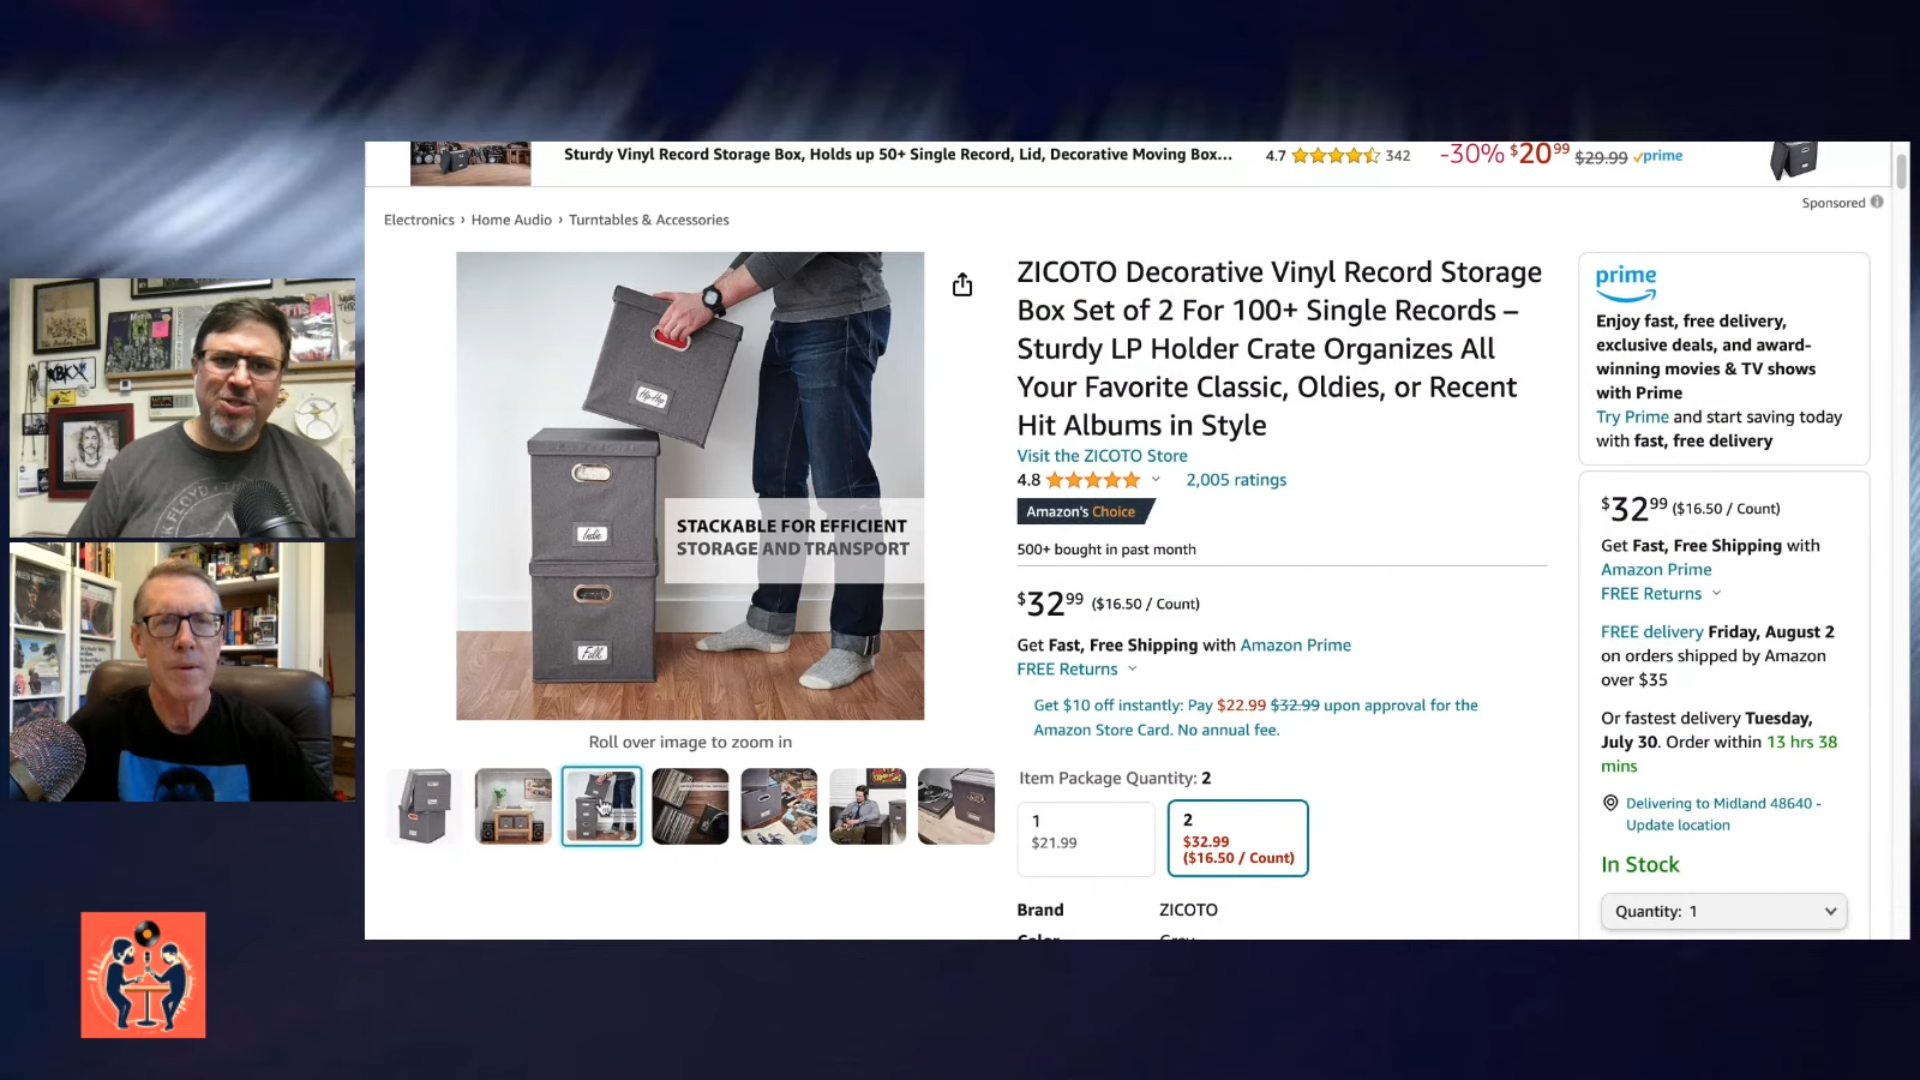 Sturdy Vinyl Record Storage Box, Holds up 50+ Single Record, Lid, Decorative Moving Box...
4.7
342
-30% $20⁹⁹ $29.99 prime
Sponsored
Electronics › Home Audio › Turntables & Accessories
Hip-Hop
Indie
Folk
STACKABLE FOR EFFICIENT
STORAGE AND TRANSPORT
Roll over image to zoom in
ZICOTO Decorative Vinyl Record Storage
Box Set of 2 For 100+ Single Records –
Sturdy LP Holder Crate Organizes All
Your Favorite Classic, Oldies, or Recent
Hit Albums in Style
Visit the ZICOTO Store
4.8
2,005 ratings
Amazon's Choice
500+ bought in past month
$32⁹⁹ ($16.50 / Count)
Get Fast, Free Shipping with Amazon Prime
FREE Returns
Get $10 off instantly: Pay $22.99 $32.99 upon approval for the
Amazon Store Card. No annual fee.
Item Package Quantity: 2
1
$21.99
2
$32.99
($16.50 / Count)
Brand ZICOTO
Color Grey
prime
Enjoy fast, free delivery,
exclusive deals, and award-
winning movies & TV shows
with Prime
Try Prime and start saving today
with fast, free delivery
$32⁹⁹ ($16.50 / Count)
Get Fast, Free Shipping with
Amazon Prime
FREE Returns
FREE delivery Friday, August 2
on orders shipped by Amazon
over $35
Or fastest delivery Tuesday,
July 30. Order within 13 hrs 38
mins
Delivering to Midland 48640 -
Update location
In Stock
Quantity: 1